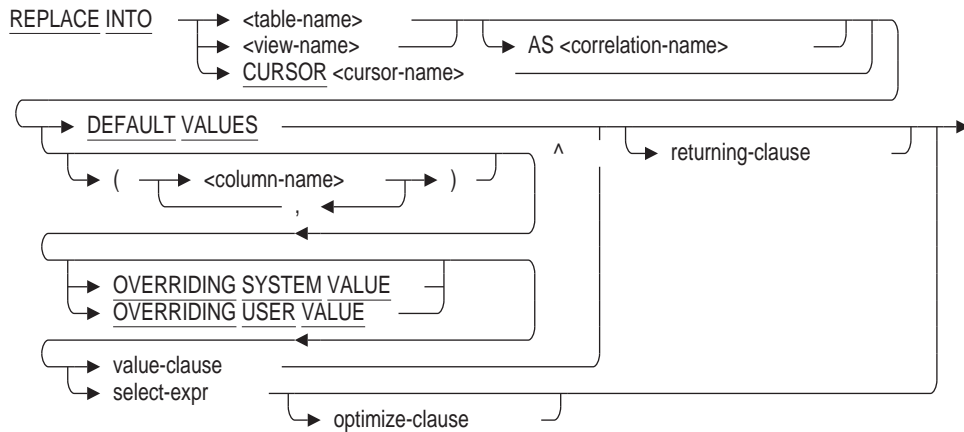 REPLACE INTO <table-name>
<view-name> AS <correlation-name>
CURSOR <cursor-name>
DEFAULT VALUES
^
returning-clause
( <column-name> )
,
OVERRIDING SYSTEM VALUE
OVERRIDING USER VALUE
value-clause
select-expr
optimize-clause